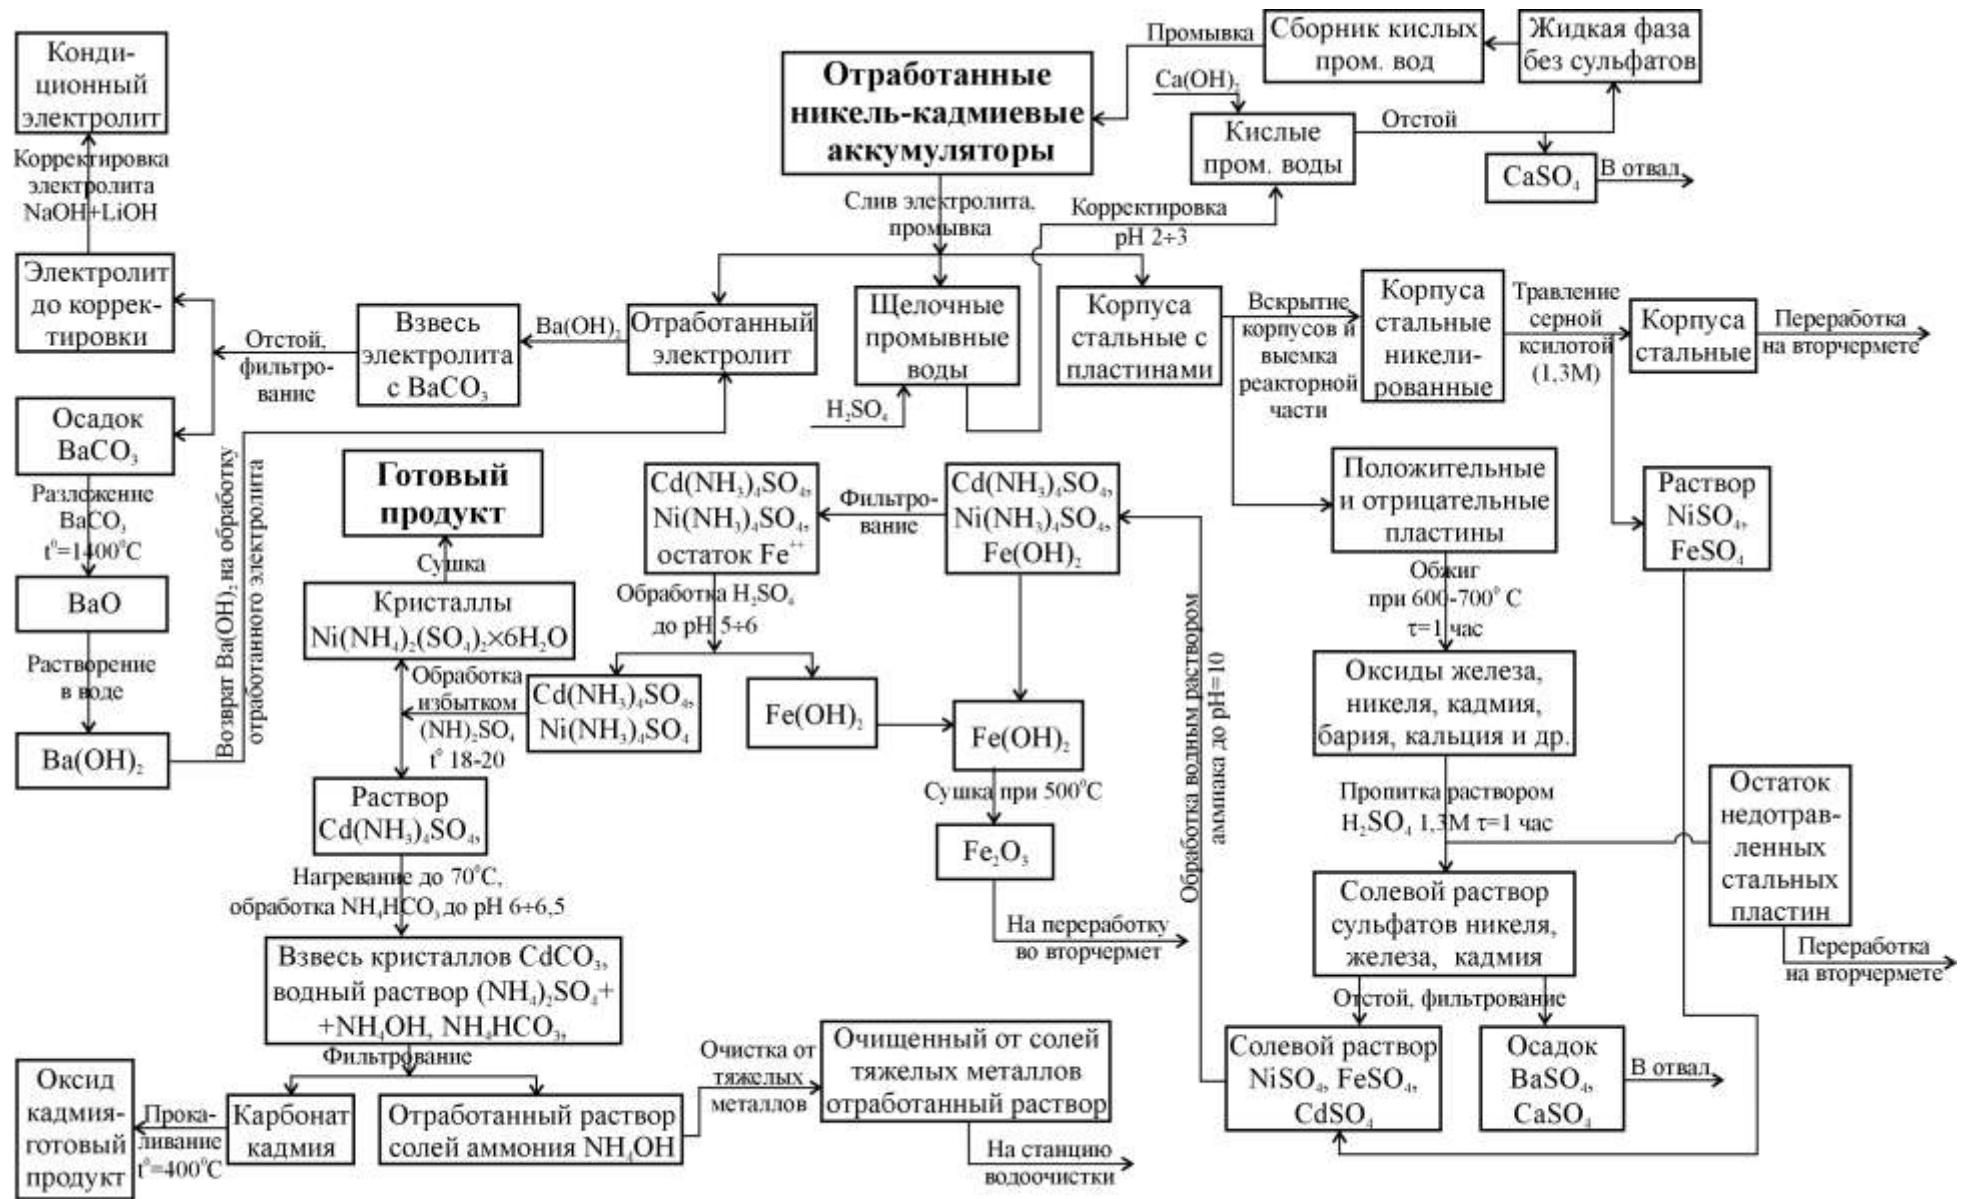 Конди-
ционный
электролит
Корректировка
электролита
NaOH+LiOH
Электролит
до коррек-
тировки
Осадок
BaCO₃
Разложение
BaCO₃
t⁰=1400⁰C
BaO
Растворение
в воде
Ba(OH)₂
Возврат Ba(OH)₂ на обработку
отработанного электролита
Отстой,
фильтро-
вание
Взвесь
электролита
с BaCO₃
Ba(OH)₂
Отработанный
электролит
Отработанные
никель-кадмиевые
аккумуляторы
Слив электролита,
промывка
Промывка
Сборник кислых
пром. вод
Жидкая фаза
без сульфатов
Ca(OH)₂
Кислые
пром. воды
Отстой
CaSO₄
В отвал
Корректировка
pH 2÷3
Щелочные
промывные
воды
H₂SO₄
Корпуса
стальные с
пластинами
Вскрытие
корпусов и
выемка
реакторной
части
Корпуса
стальные
никели-
рованные
Травление
серной
ксилотой
(1,3М)
Корпуса
стальные
Переработка
на вторчермете
Положительные
и отрицательные
пластины
Раствор
NiSO₄,
FeSO₄
Обжиг
при 600-700⁰ С
τ=1 час
Оксиды железа,
никеля, кадмия,
бария, кальция и др.
Пропитка раствором
H₂SO₄ 1,3М τ=1 час
Остаток
недотрав-
ленных
стальных
пластин
Переработка
на вторчермете
Солевой раствор
сульфатов никеля,
железа, кадмия
Отстой, фильтрование
Солевой раствор
NiSO₄, FeSO₄,
CdSO₄
Осадок
BaSO₄,
CaSO₄
В отвал
Обработка водным раствором
аммиака до pH=10
Cd(NH₃)₄SO₄,
Ni(NH₃)₄SO₄,
Fe(OH)₂
Фильтро-
вание
Cd(NH₃)₄SO₄,
Ni(NH₃)₄SO₄,
остаток Fe⁺⁺
Обработка H₂SO₄
до pH 5÷6
Cd(NH₃)₄SO₄,
Ni(NH₃)₄SO₄
Fe(OH)₂
Fe(OH)₂
Сушка при 500⁰C
Fe₂O₃
На переработку
во вторчермет
Готовый
продукт
Сушка
Кристаллы
Ni(NH₄)₂(SO₄)₂×6H₂O
Обработка
избытком
(NH)₂SO₄
t⁰ 18-20
Раствор
Cd(NH₃)₄SO₄,
Нагревание до 70⁰C,
обработка NH₄HCO₃ до pH 6÷6,5
Взвесь кристаллов CdCO₃,
водный раствор (NH₄)₂SO₄+
+NH₄OH, NH₄HCO₃,
Фильтрование
Карбонат
кадмия
Прока-
ливание
t⁰=400⁰C
Оксид
кадмия-
готовый
продукт
Отработанный раствор
солей аммония NH₄OH
Очистка от
тяжелых
металлов
Очищенный от солей
тяжелых металлов
отработанный раствор
На станцию
водоочистки